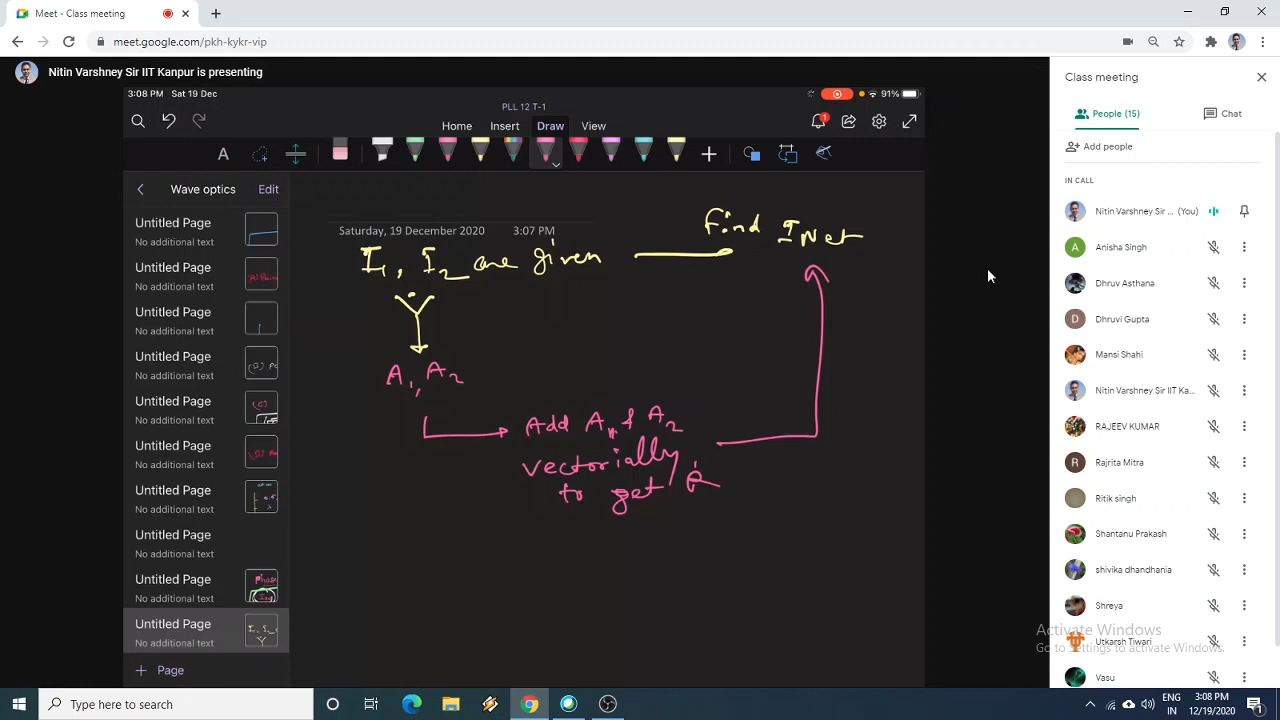 Meet - Class meeting
meet.google.com/pkh-kykr-vip
Nitin Varshney Sir IIT Kanpur is presenting
3:08 PM Sat 19 Dec
91%
PLL 12 T-1
Home Insert Draw View
1
A
Wave optics Edit
Untitled Page
No additional text
Untitled Page
No additional text
Untitled Page
No additional text
Untitled Page
No additional text
Untitled Page
No additional text
Untitled Page
No additional text
Untitled Page
No additional text
Untitled Page
No additional text
Untitled Page
No additional text
Untitled Page
No additional text
Page
Saturday, 19 December 2020 3:07 PM
I1, I2 are given
Find INet
A1, A2
Add A1 & A2
vectorially
to get
Class meeting
People (15) Chat
Add people
IN CALL
Nitin Varshney Sir ... (You)
A Anisha Singh
Dhruv Asthana
D Dhruvi Gupta
Mansi Shahi
Nitin Varshney Sir IIT Ka...
RAJEEV KUMAR
R Rajrita Mitra
Ritik singh
Shantanu Prakash
shivika dhandhania
Shreya
Utkarsh Tiwari
Vasu
Activate Windows
Go to Settings to activate Windows.
Type here to search
ENG
IN
3:08 PM
12/19/2020